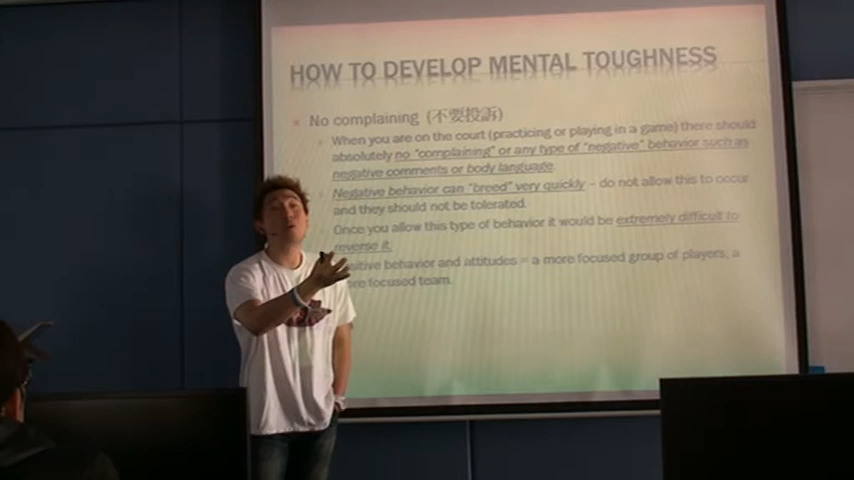 HOW TO DEVELOP MENTAL TOUGHNESS
No complaining (不要投訴)
When you are on the court (practicing or playing in a game) there should
absolutely no "complaining" or any type of "negative" behavior such as
negative comments or body language.
Negative behavior can "breed" very quickly – do not allow this to occur
and they should not be tolerated.
Once you allow this type of behavior it would be extremely difficult to
reverse it.
sitive behavior and attitudes = a more focused group of players, a
re focused team.